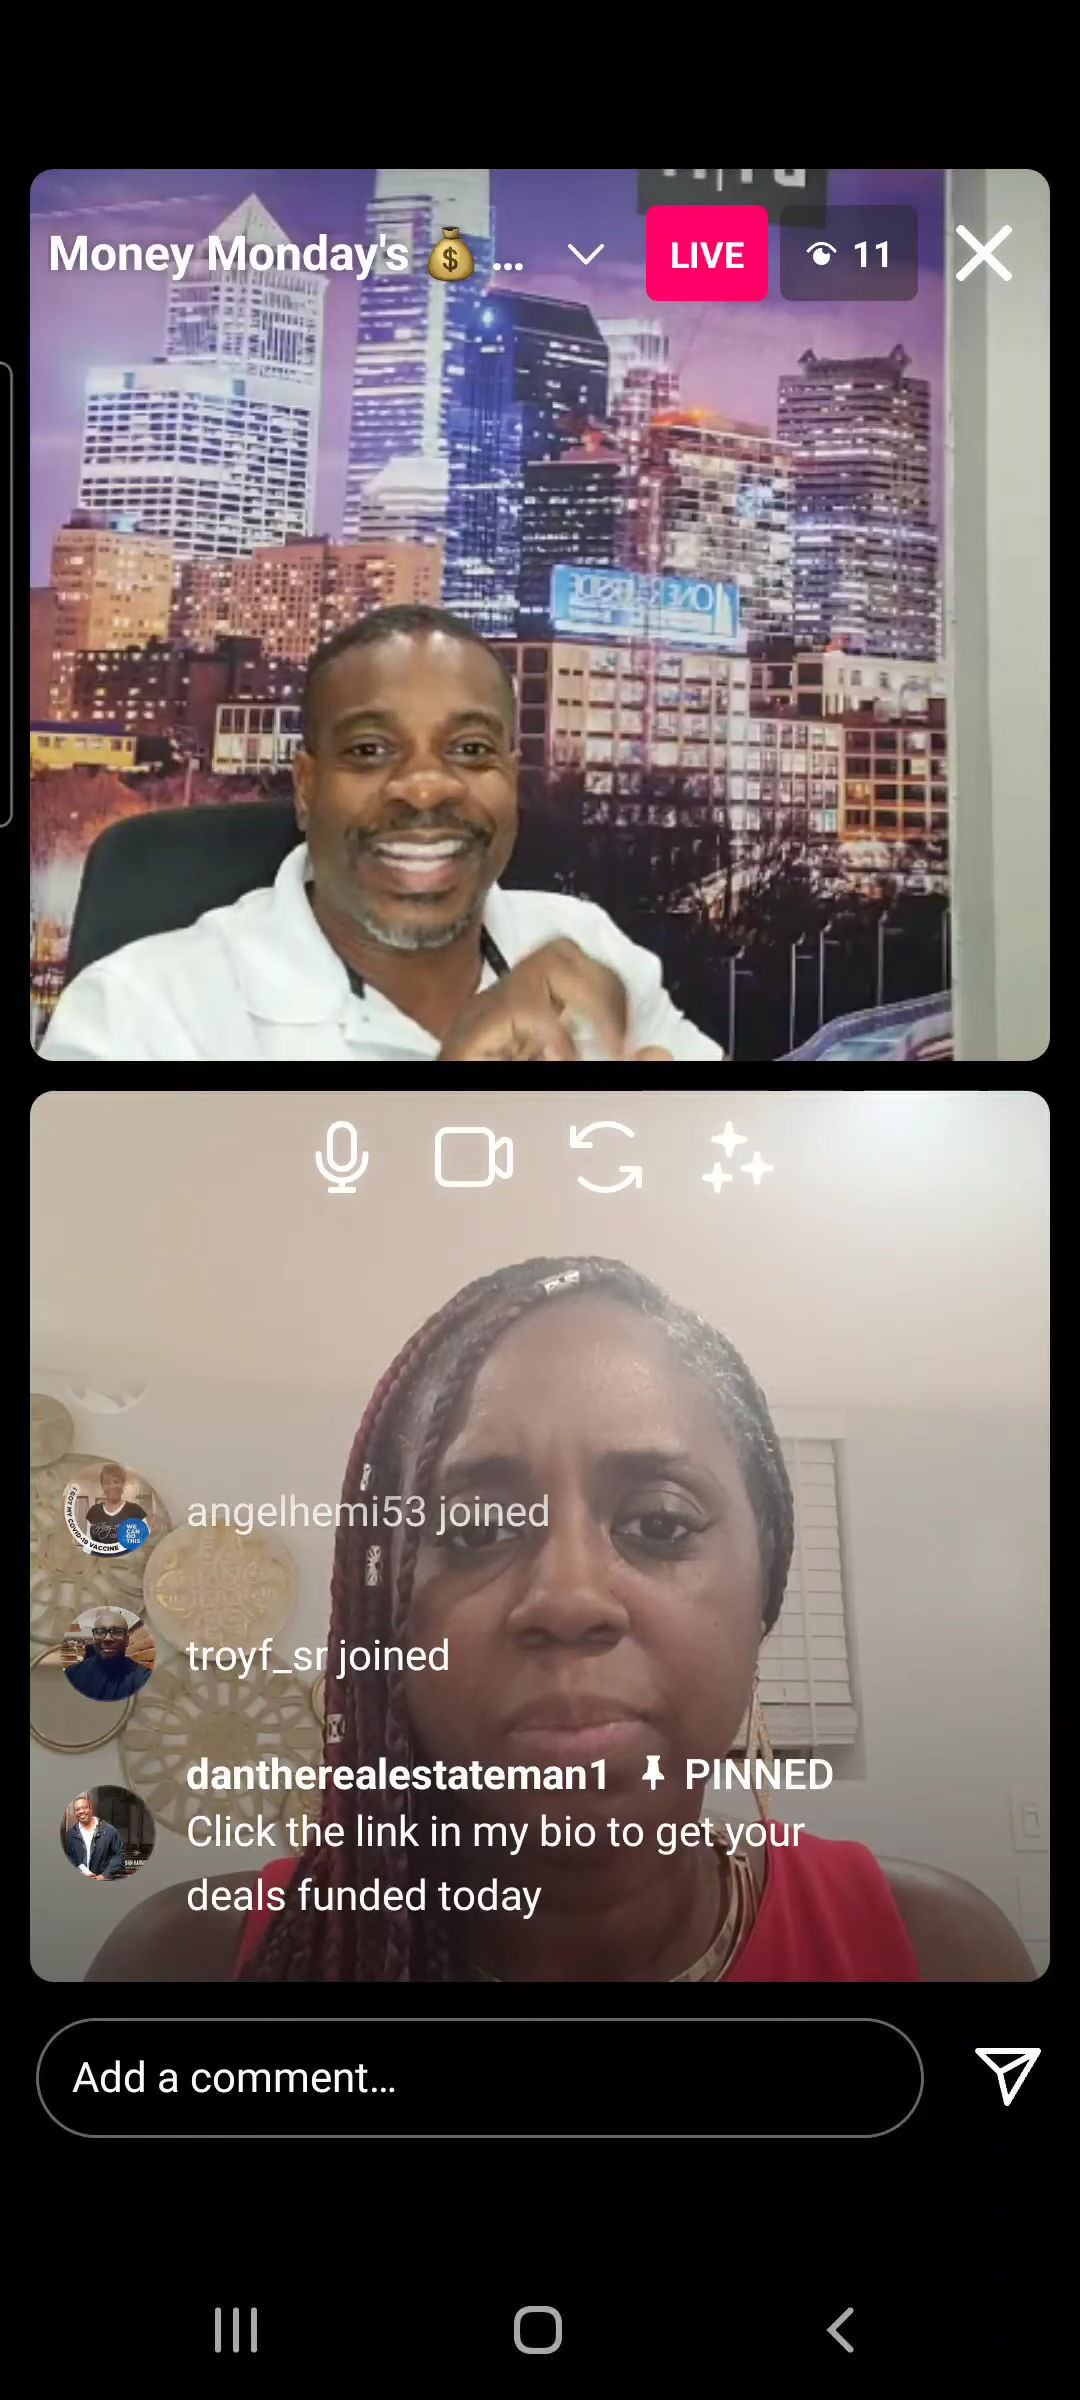 Money Monday's 💰 ...
LIVE
11
angelhemi53 joined
troyf_sr joined
dantherealestateman1 PINNED
Click the link in my bio to get your
deals funded today
Add a comment...